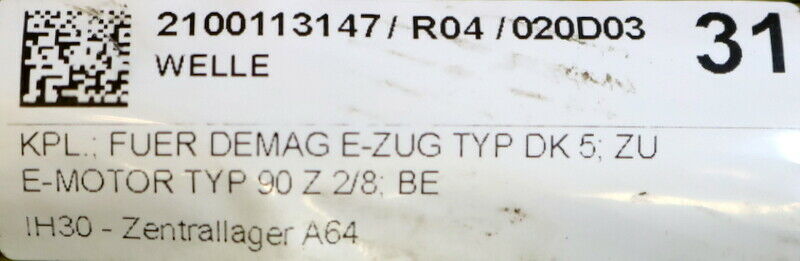 2100113147/ R04 /020D03 31
WELLE
KPL.; FUER DEMAG E-ZUG TYP DK 5; ZU
E-MOTOR TYP 90 Z 2/8; BE
IH30 - Zentrallager A64